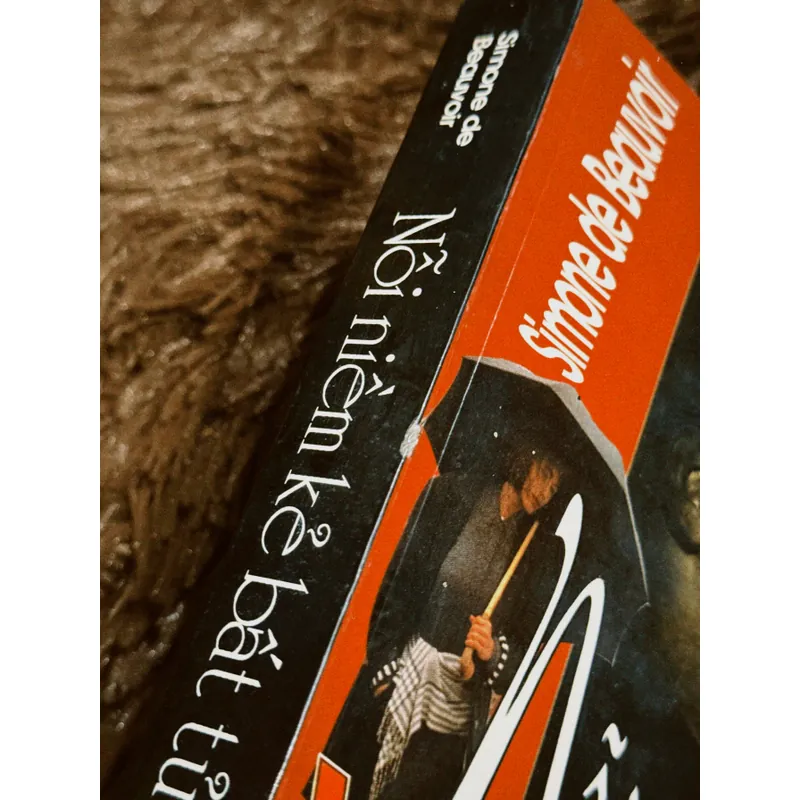 Simone de
Beauvoir
Nỗi niềm kẻ bất tử
Simone de Beauvoir